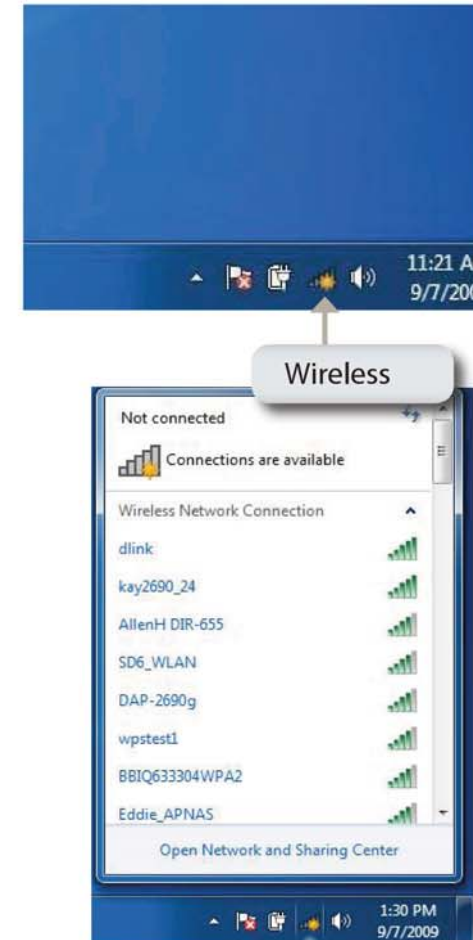 11:21 A
9/7/200
Wireless
Not connected
Connections are available
Wireless Network Connection
dlink
kay2690_24
AllenH DIR-655
SD6_WLAN
DAP-2690g
wpstest1
BBIQ633304WPA2
Eddie_APNAS
Open Network and Sharing Center
1:30 PM
9/7/2009